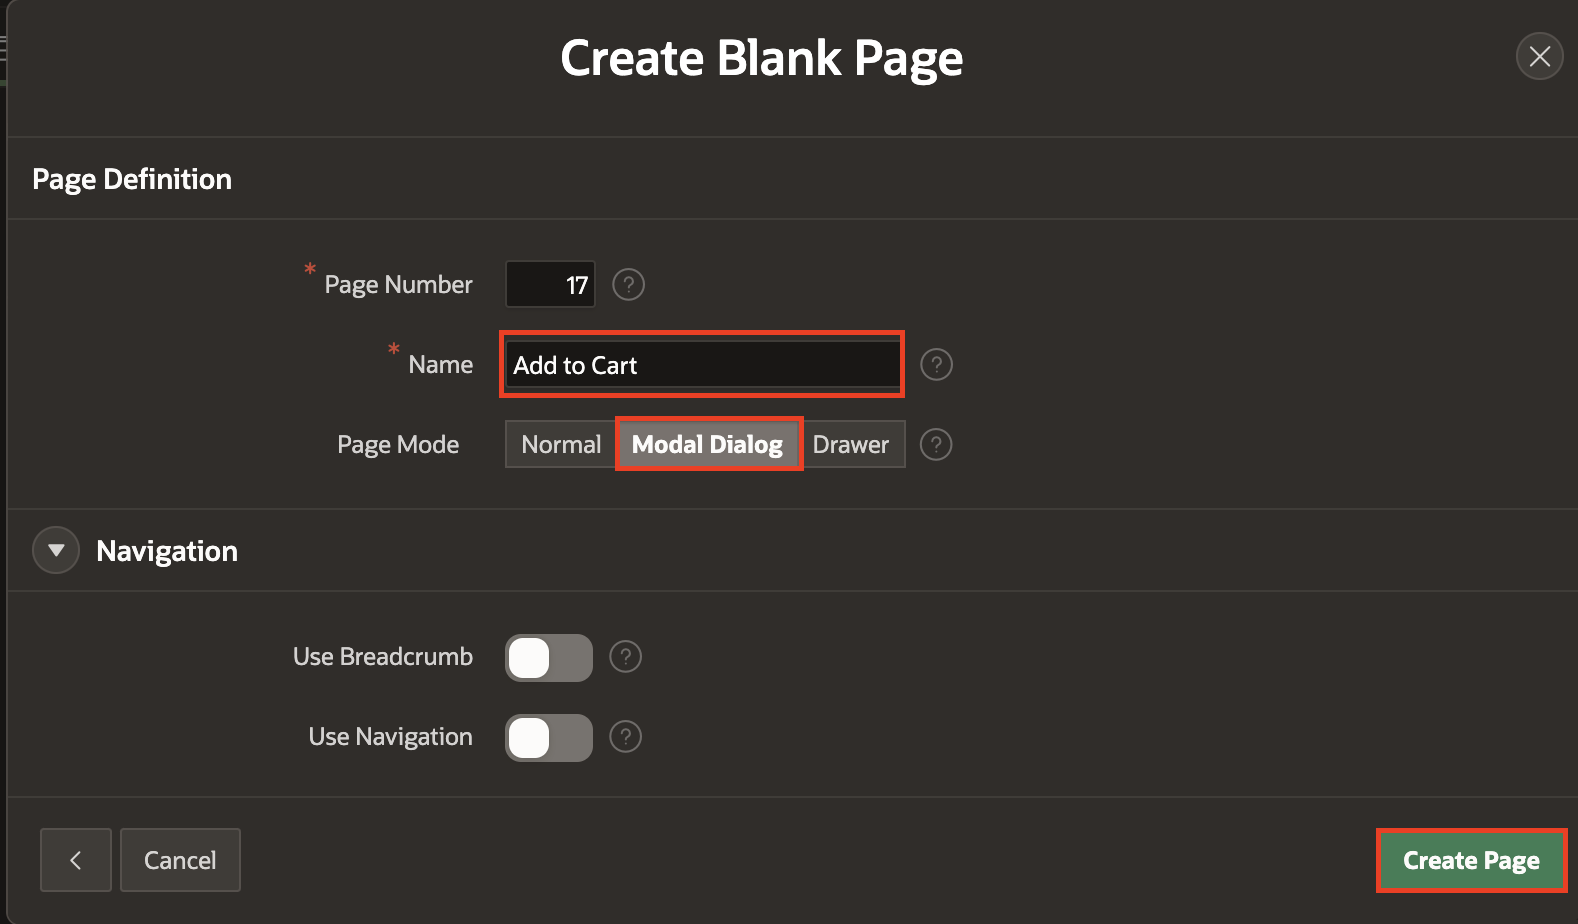 Create Blank Page
Page Definition
* Page Number 17 ?
* Name Add to Cart ?
Page Mode Normal Modal Dialog Drawer ?
Navigation
Use Breadcrumb ?
Use Navigation ?
Cancel Create Page